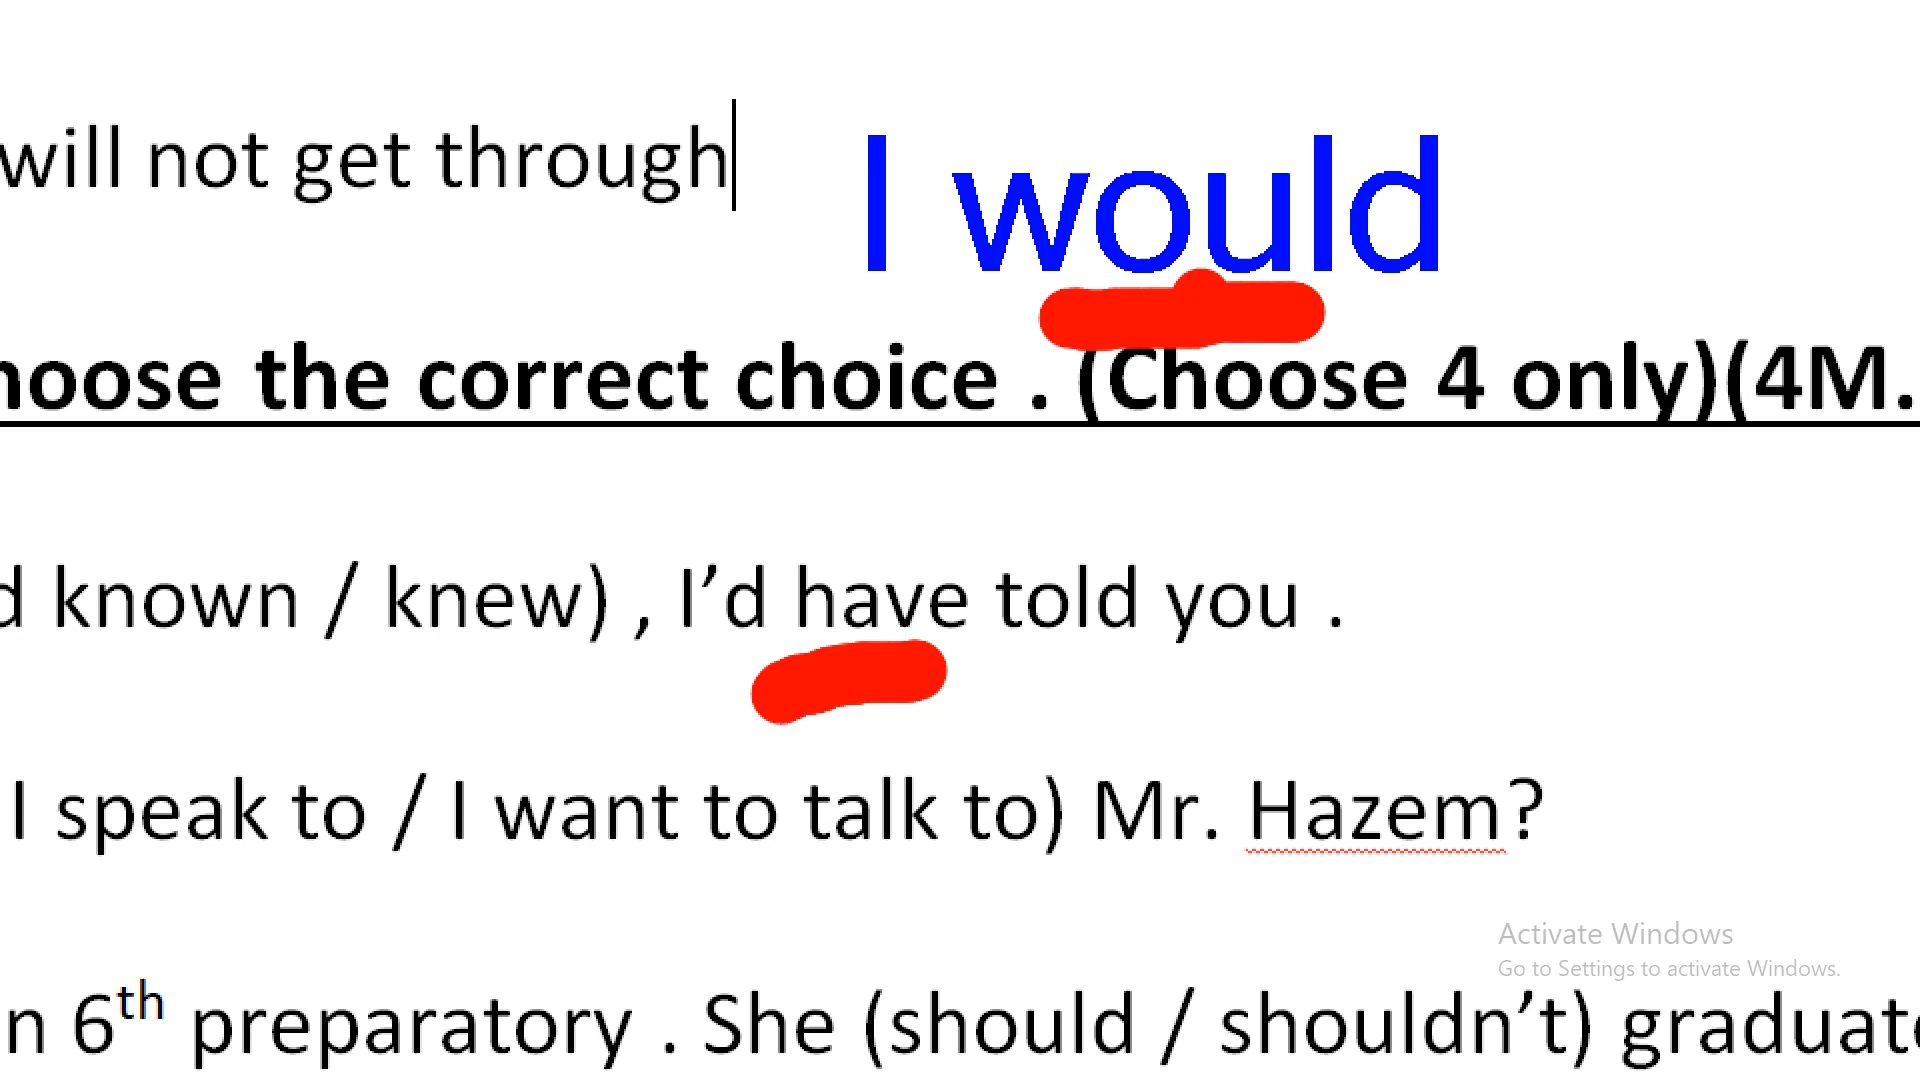 will not get through
I would
hoose the correct choice . (Choose 4 only)(4M.
d known / knew) , I’d have told you .
I speak to / I want to talk to) Mr. Hazem?
Activate Windows
Go to Settings to activate Windows.
n 6th preparatory . She (should / shouldn’t) graduate